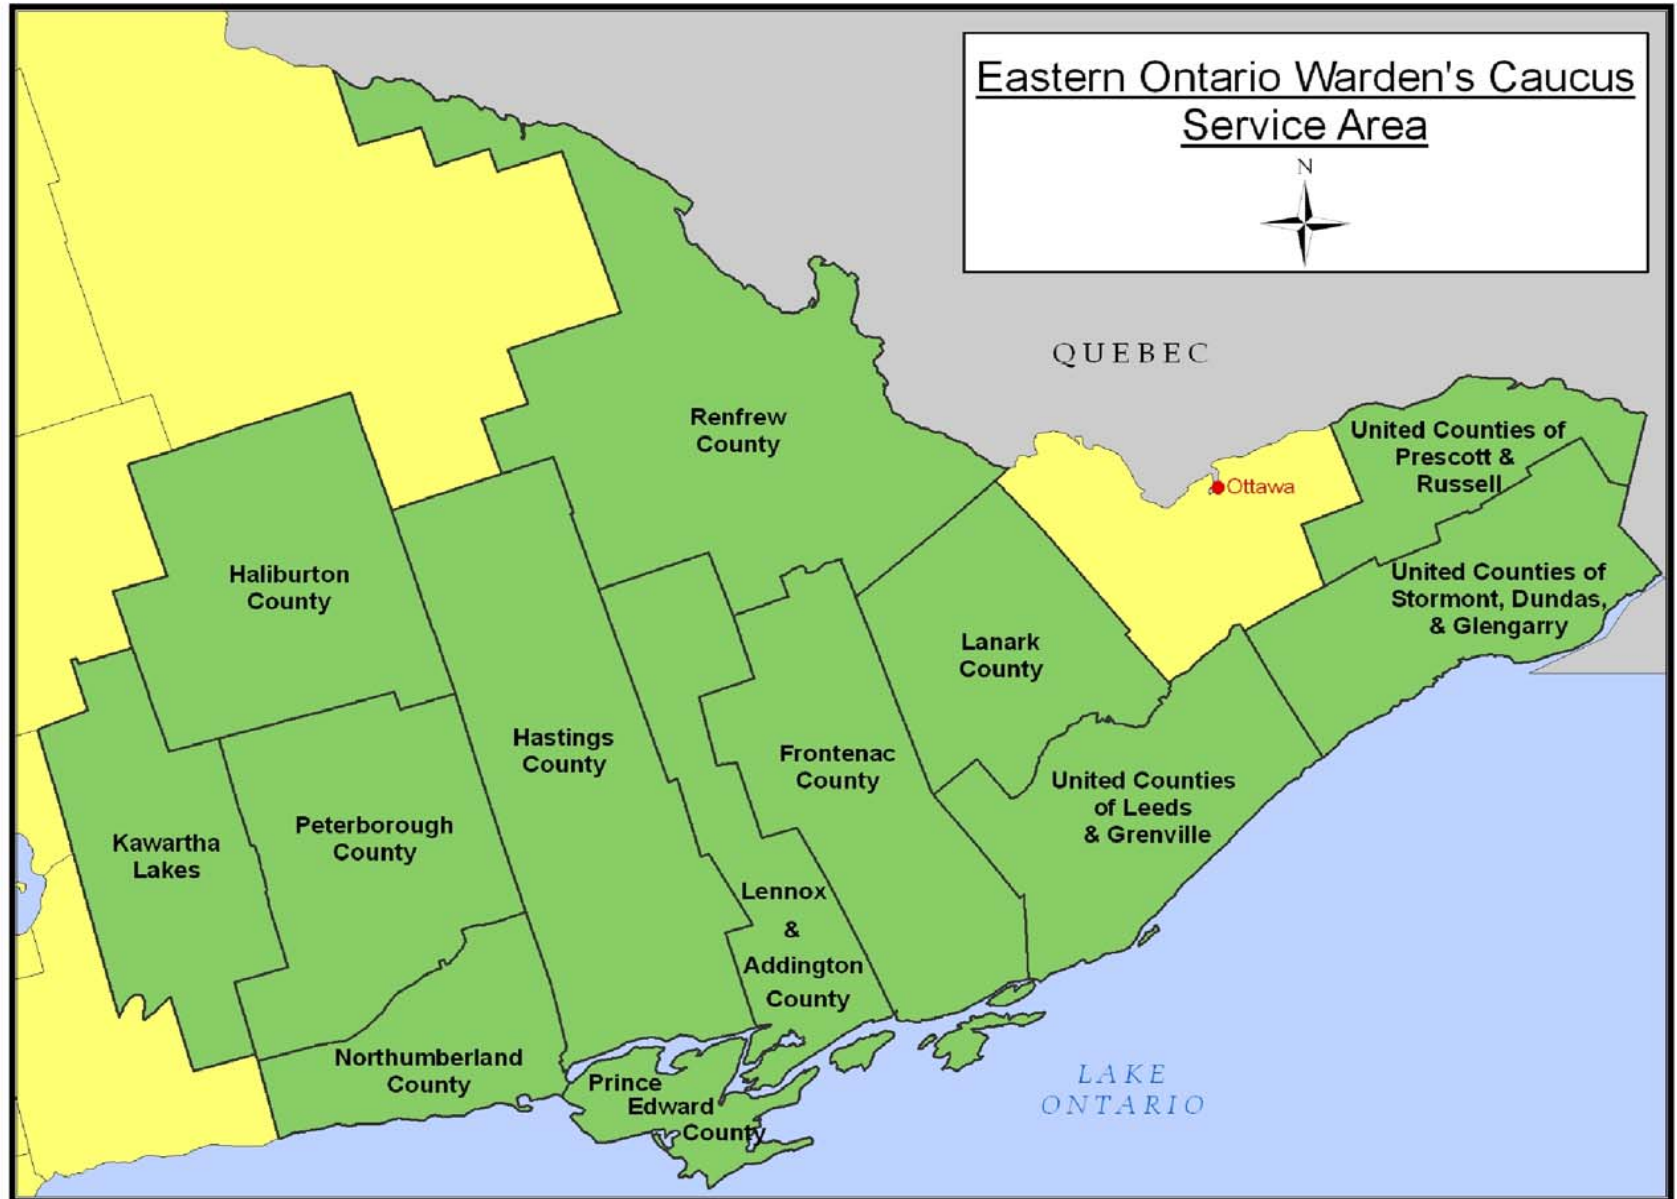 Eastern Ontario Warden's Caucus
Service Area
N
QUEBEC
Renfrew
County
United Counties of
Prescott &
Russell
Ottawa
Haliburton
County
United Counties of
Stormont, Dundas,
& Glengarry
Lanark
County
Hastings
County
Frontenac
County
United Counties
of Leeds
& Grenville
Kawartha
Lakes
Peterborough
County
Lennox
&
Addington
County
Northumberland
County
Prince
Edward
County
LAKE
ONTARIO